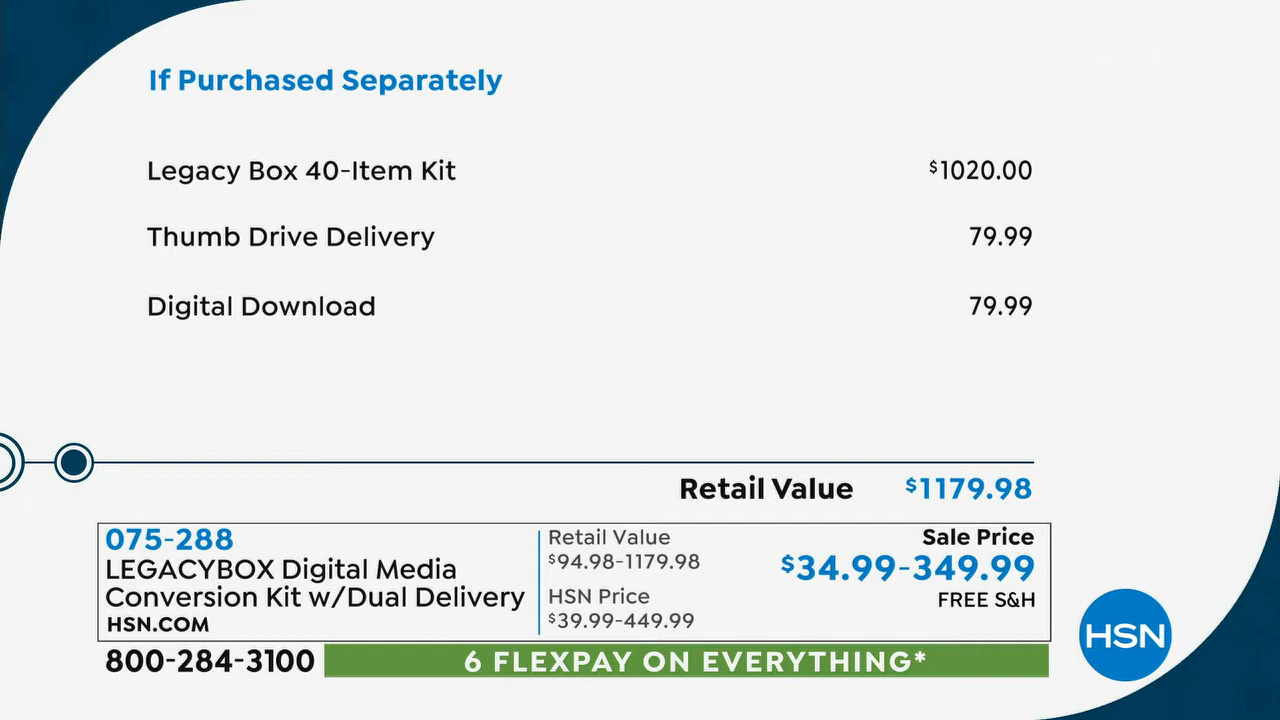 If Purchased Separately
Legacy Box 40-Item Kit $1020.00
Thumb Drive Delivery 79.99
Digital Download 79.99
Retail Value $1179.98
075-288
LEGACYBOX Digital Media
Conversion Kit w/Dual Delivery
HSN.COM
Retail Value
$94.98-1179.98
HSN Price
$39.99-449.99
Sale Price
$34.99-349.99
FREE S&H
HSN
800-284-3100
6 FLEXPAY ON EVERYTHING*